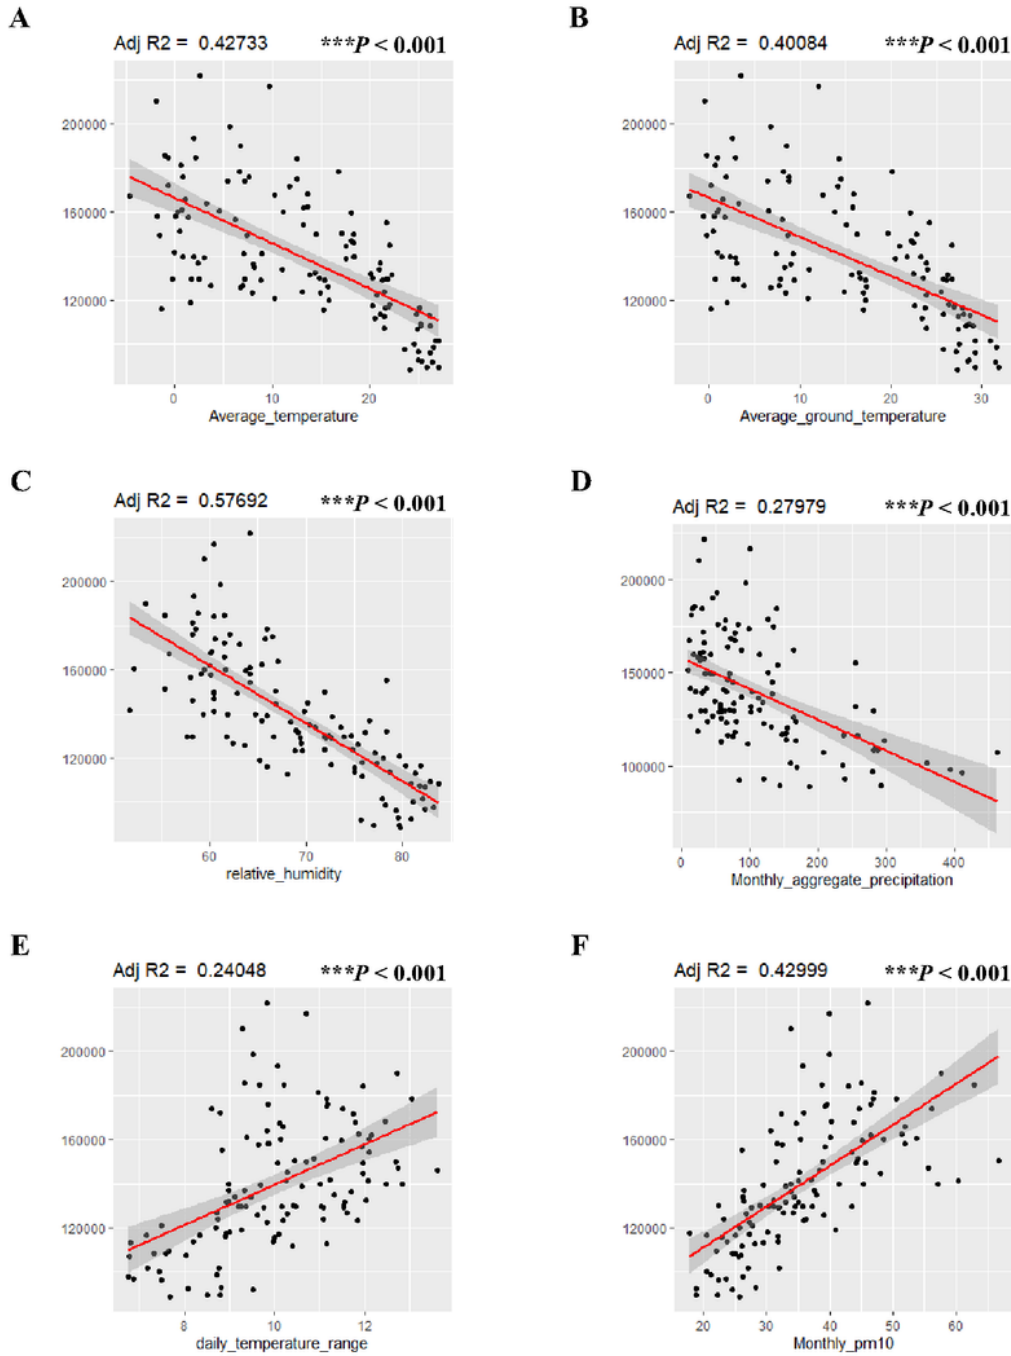 A
B
Adj R2 = 0.42733 ***P < 0.001
Adj R2 = 0.40084 ***P < 0.001
200000
160000
120000
0 10 20
Average_temperature
200000
160000
120000
0 10 20 30
Average_ground_temperature
C
D
Adj R2 = 0.57692 ***P < 0.001
Adj R2 = 0.27979 ***P < 0.001
200000
160000
120000
60 70 80
relative_humidity
200000
150000
100000
0 100 200 300 400
Monthly_aggregate_precipitation
E
F
Adj R2 = 0.24048 ***P < 0.001
Adj R2 = 0.42999 ***P < 0.001
200000
160000
120000
8 10 12
daily_temperature_range
200000
160000
120000
20 30 40 50 60
Monthly_pm10